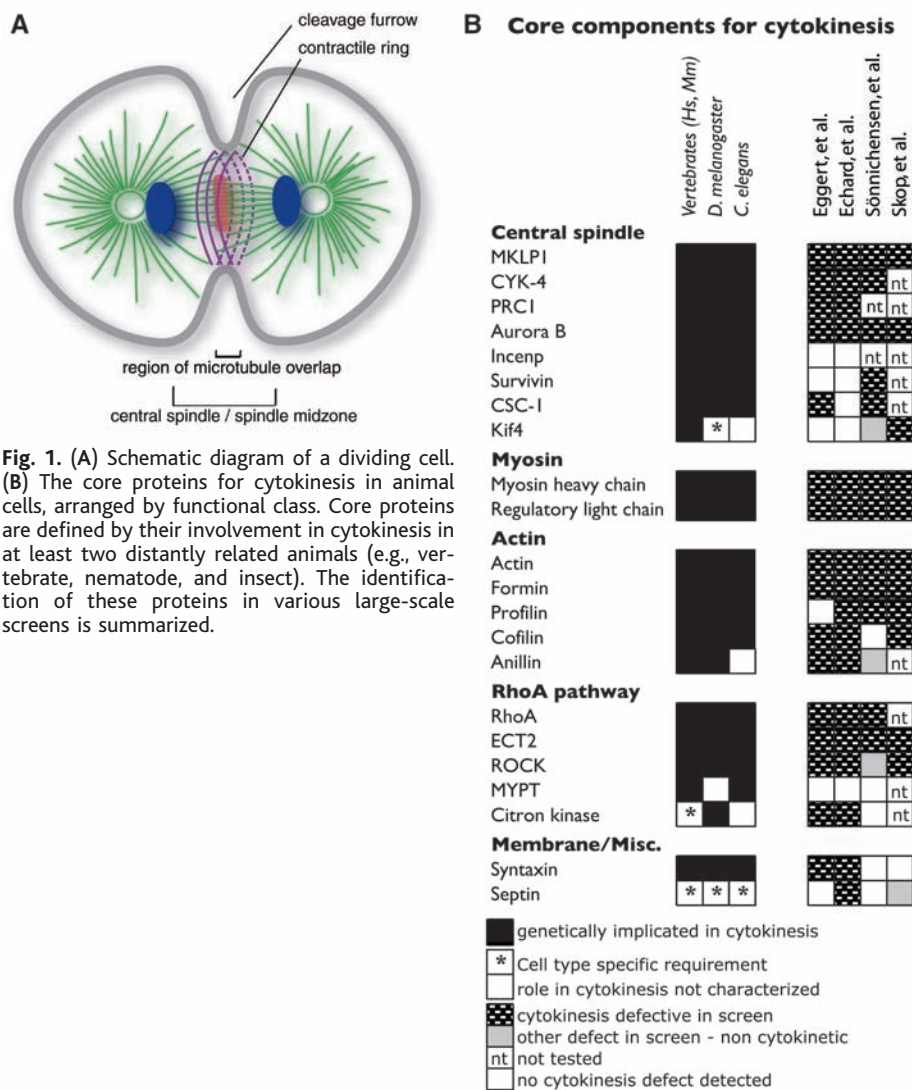 A
cleavage furrow
contractile ring
region of microtubule overlap
central spindle / spindle midzone
Fig. 1. (A) Schematic diagram of a dividing cell.
(B) The core proteins for cytokinesis in animal
cells, arranged by functional class. Core proteins
are defined by their involvement in cytokinesis in
at least two distantly related animals (e.g., ver-
tebrate, nematode, and insect). The identifica-
tion of these proteins in various large-scale
screens is summarized.
B Core components for cytokinesis
Vertebrates (Hs, Mm)
D. melanogaster
C. elegans
Eggert, et al.
Echard, et al.
Sönnichensen, et al.
Skop, et al.
Central spindle
MKLP1
CYK-4 nt
PRC1 nt nt
Aurora B
Incenp nt nt
Survivin nt
CSC-1 nt
Kif4 *
Myosin
Myosin heavy chain
Regulatory light chain
Actin
Actin
Formin
Profilin
Cofilin
Anillin nt
RhoA pathway
RhoA nt
ECT2
ROCK
MYPT nt
Citron kinase * nt
Membrane/Misc.
Syntaxin
Septin * * *
genetically implicated in cytokinesis
* Cell type specific requirement
role in cytokinesis not characterized
cytokinesis defective in screen
other defect in screen - non cytokinetic
nt not tested
no cytokinesis defect detected